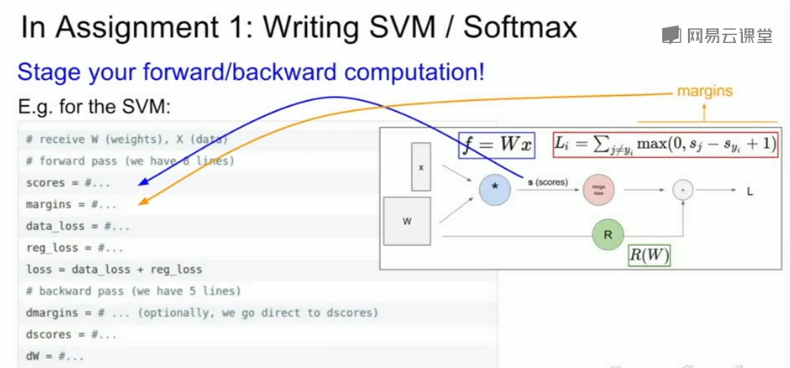 In Assignment 1: Writing SVM / Softmax
网易云课堂
Stage your forward/backward computation!
E.g. for the SVM:
margins
# receive W (weights), X (data)
# forward pass (we have 8 lines)
scores = #...
margins = #...
data_loss = #...
reg_loss = #...
loss = data_loss + reg_loss
# backward pass (we have 5 lines)
dmargins = # ... (optionally, we go direct to dscores)
dscores = #...
dW = #...
f = Wx
L_i = ∑_{j≠y_i} max(0, s_j − s_{y_i} + 1)
x
W
*
s (scores)
hinge loss
+
L
R
R(W)